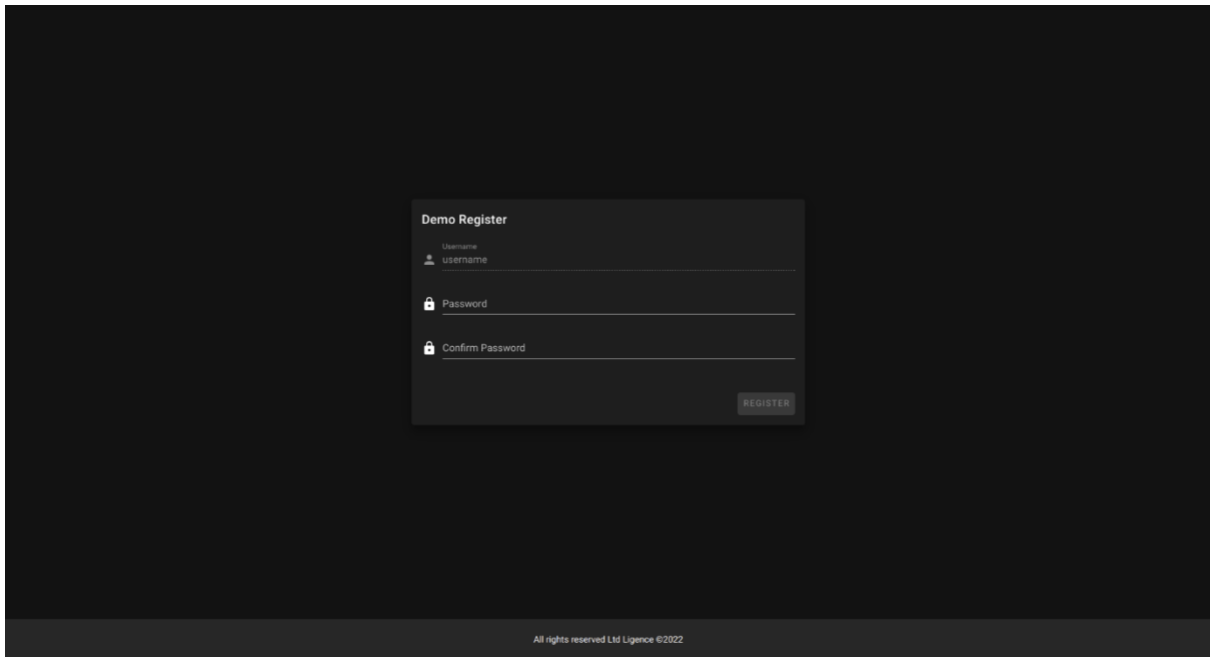 Demo Register
Username
username
Password
Confirm Password
REGISTER
All rights reserved Ltd Ligence ©2022